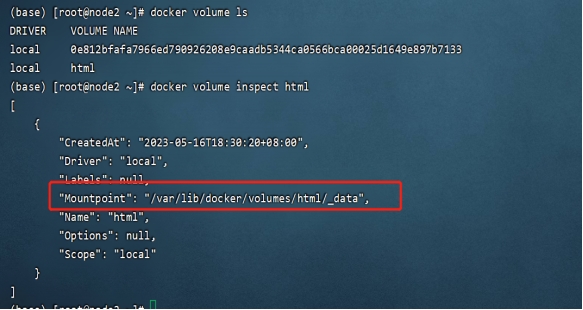 (base) [root@node2 ~]# docker volume ls
DRIVER    VOLUME NAME
local     0e812bfafa7966ed790926208e9caadb5344ca0566bca00025d1649e897b7133
local     html
(base) [root@node2 ~]# docker volume inspect html
[
    {
        "CreatedAt": "2023-05-16T18:30:20+08:00",
        "Driver": "local",
        "Labels": null,
        "Mountpoint": "/var/lib/docker/volumes/html/_data",
        "Name": "html",
        "Options": null,
        "Scope": "local"
    }
]
(base) [root@node2 ~]#